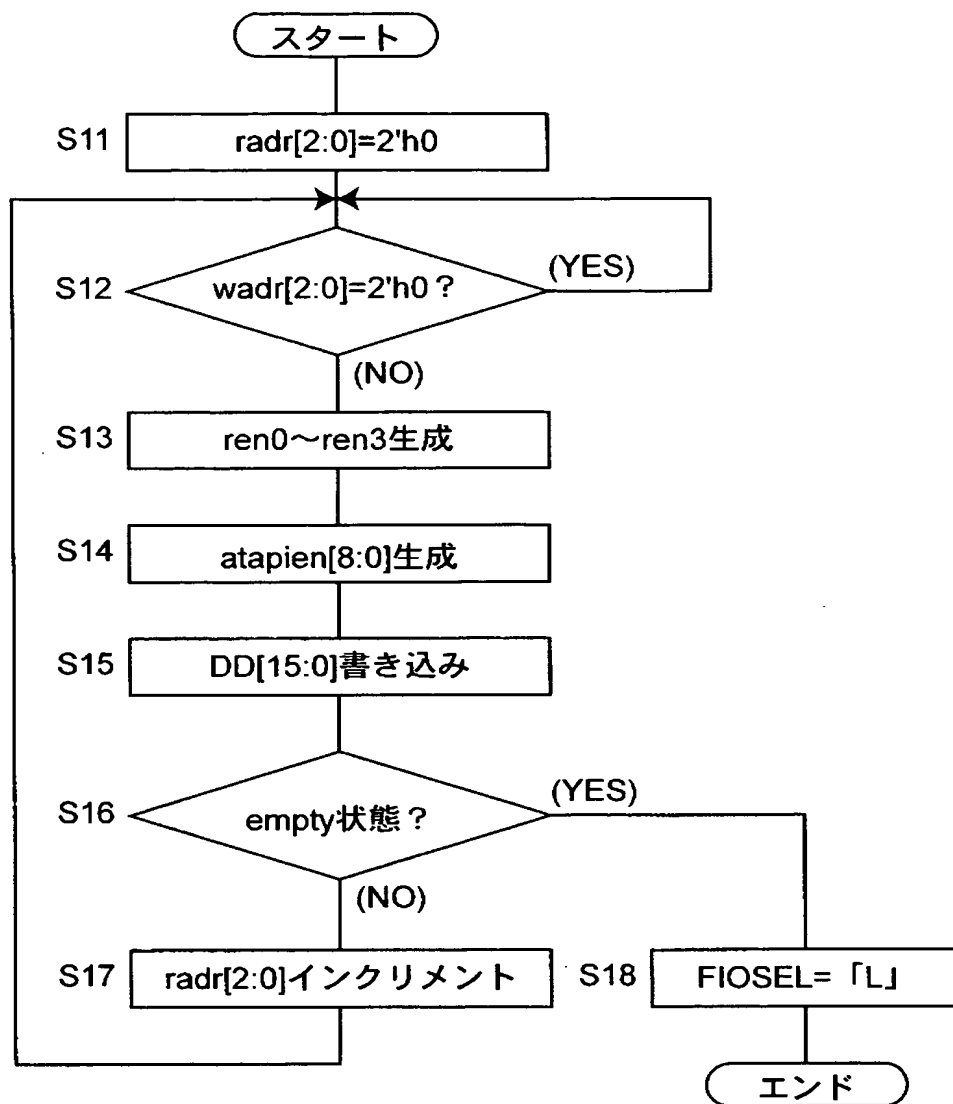 スタート
S11
radr[2:0]=2'h0
S12
wadr[2:0]=2'h0？
(YES)
(NO)
S13
ren0～ren3生成
S14
atapien[8:0]生成
S15
DD[15:0]書き込み
S16
empty状態？
(YES)
(NO)
S17
radr[2:0]インクリメント
S18
FIOSEL=「L」
エンド